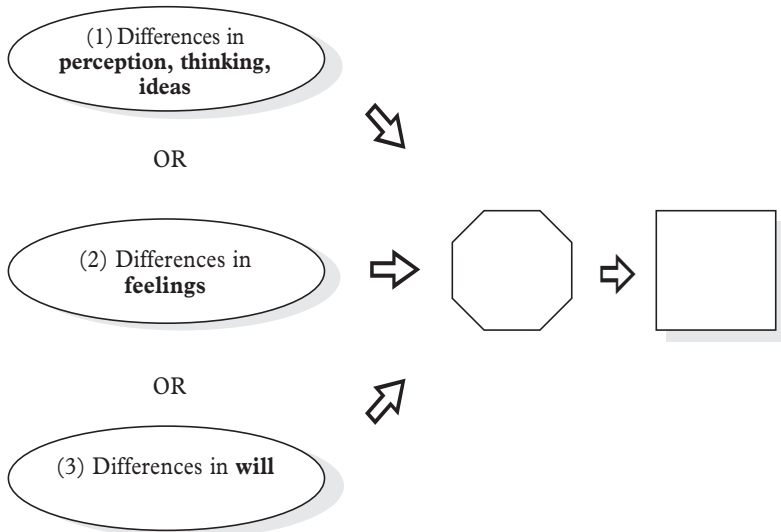 (1) Differences in
perception, thinking,
ideas
OR
(2) Differences in
feelings
OR
(3) Differences in will